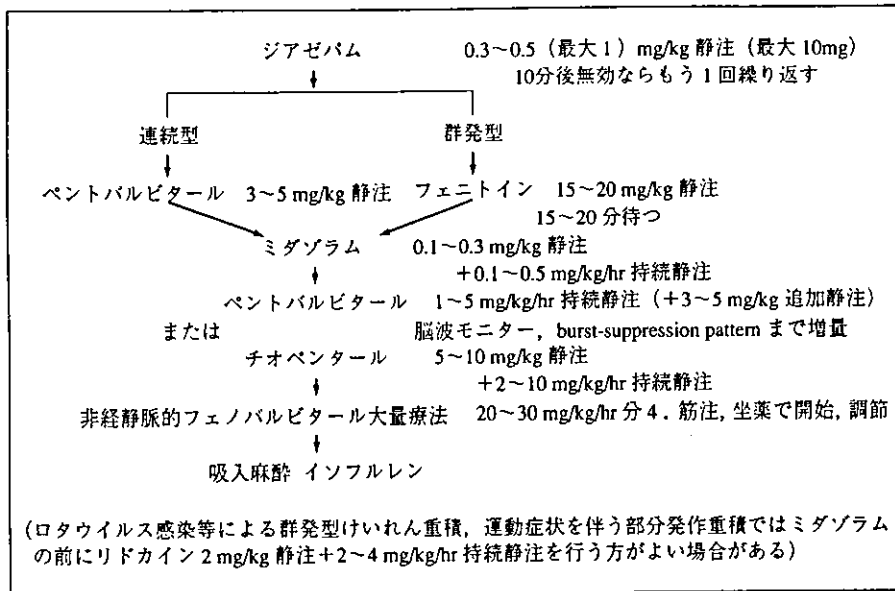 ジアゼパム 0.3~0.5(最大1)mg/kg 静注(最大10mg)
10分後無効ならもう1回繰り返す
連続型 群発型
ペントバルビタール 3~5 mg/kg 静注 フェニトイン 15~20 mg/kg 静注
15~20分待つ
ミダゾラム 0.1~0.3 mg/kg 静注
+0.1~0.5 mg/kg/hr 持続静注
ペントバルビタール 1~5 mg/kg/hr 持続静注(+3~5 mg/kg 追加静注)
または 脳波モニター,burst-suppression pattern まで増量
チオペンタール 5~10 mg/kg 静注
+2~10 mg/kg/hr 持続静注
非経静脈的フェノバルビタール大量療法 20~30 mg/kg/hr 分4.筋注,坐薬で開始,調節
吸入麻酔 イソフルレン
(ロタウイルス感染等による群発型けいれん重積,運動症状を伴う部分発作重積ではミダゾラム
の前にリドカイン2 mg/kg 静注+2~4 mg/kg/hr 持続静注を行う方がよい場合がある)